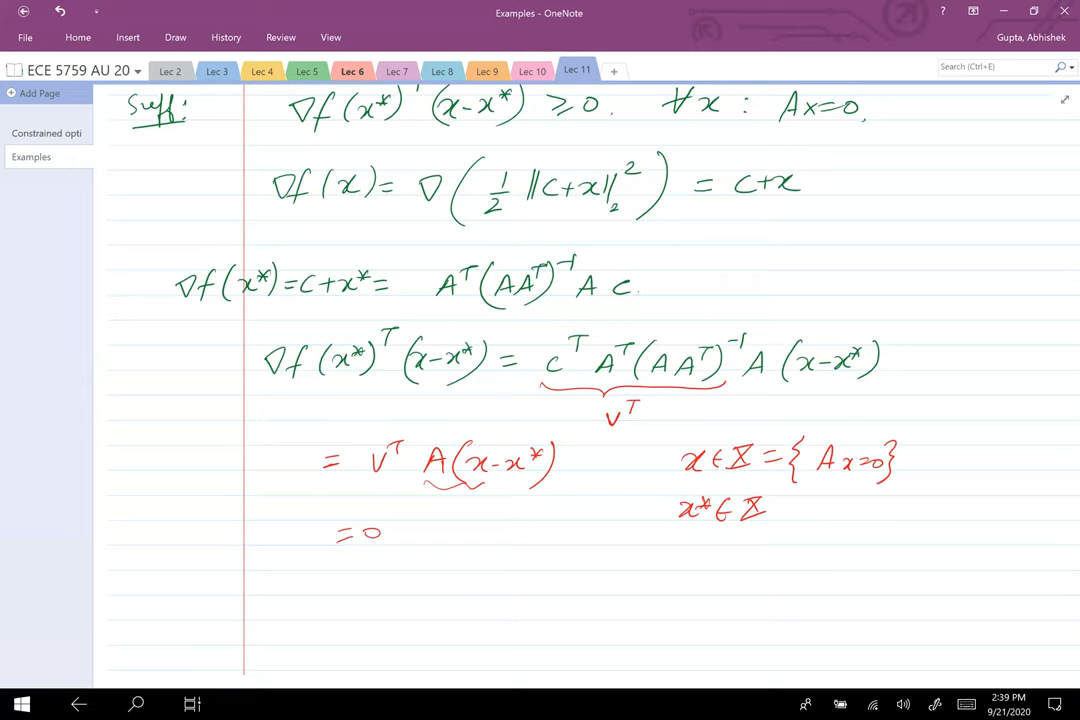 Examples - OneNote
Gupta, Abhishek
File Home Insert Draw History Review View
ECE 5759 AU 20 Lec 2 Lec 3 Lec 4 Lec 5 Lec 6 Lec 7 Lec 8 Lec 9 Lec 10 Lec 11
Search (Ctrl+E)
Add Page
Constrained opti
Examples
Suff: ∇f(x*)ᵀ(x-x*) ≥ 0. ∀x : Ax=0.
∇f(x) = ∇(1/2 ||c+x||₂²) = c+x
∇f(x*) = c+x* = Aᵀ(AAᵀ)⁻¹A c.
∇f(x*)ᵀ(x-x*) = cᵀAᵀ(AAᵀ)⁻¹A(x-x*)
vᵀ
= vᵀ A(x-x*) x∈X = {Ax=0}
x*∈X
= 0
2:39 PM
9/21/2020